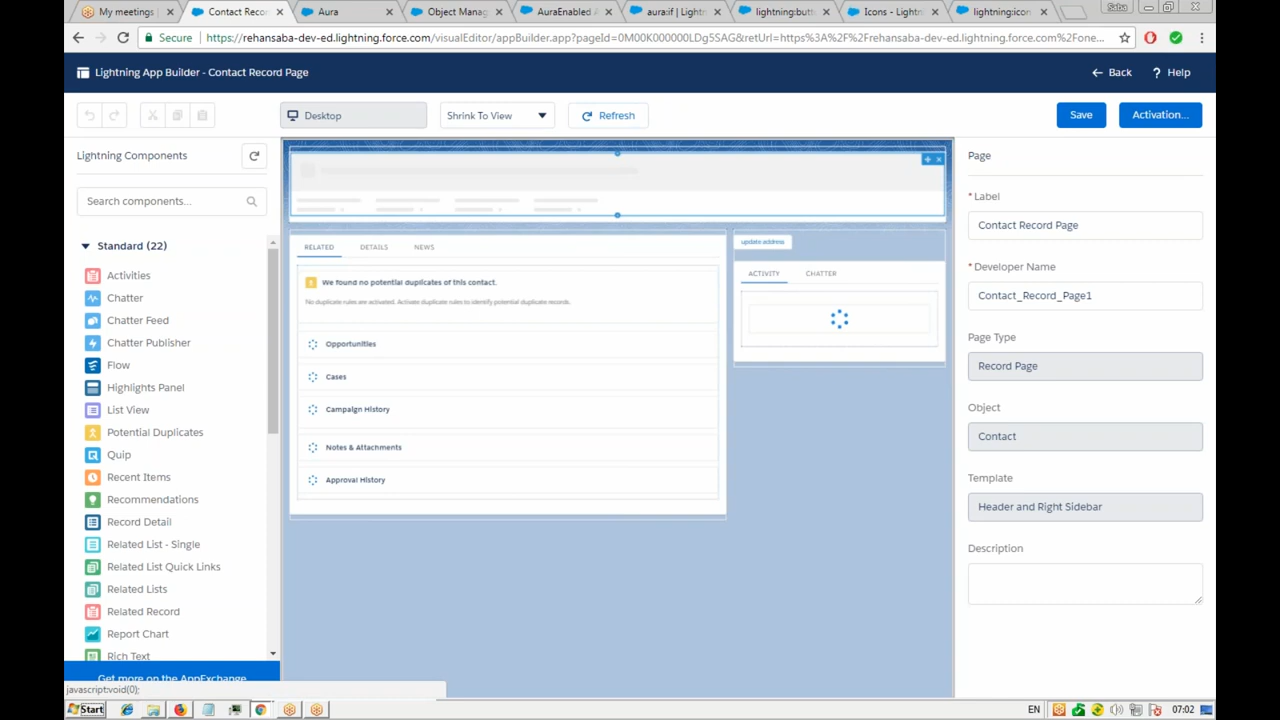 My meetings |
Contact Reco
Aura
Object Manag
AuraEnabled A
aura:if | Lightn
lightning:butt
Icons - Lightn
lightning:icon
Saba
Secure
https://rehansaba-dev-ed.lightning.force.com/visualEditor/appBuilder.app?pageId=0M00K000000LDgSSAG&retUrl=https%3A%2F%2Frehansaba-dev-ed.lightning.force.com%2Fone...
Lightning App Builder - Contact Record Page
Back
? Help
Desktop
Shrink To View
Refresh
Save
Activation...
Lightning Components
Search components...
Standard (22)
Activities
Chatter
Chatter Feed
Chatter Publisher
Flow
Highlights Panel
List View
Potential Duplicates
Quip
Recent Items
Recommendations
Record Detail
Related List - Single
Related List Quick Links
Related Lists
Related Record
Report Chart
Rich Text
Get more on the AppExchange
javascript:void(0);
RELATED
DETAILS
NEWS
We found no potential duplicates of this contact.
No duplicate rules are activated. Activate duplicate rules to identify potential duplicate records.
Opportunities
Cases
Campaign History
Notes & Attachments
Approval History
update address
ACTIVITY
CHATTER
Page
* Label
Contact Record Page
* Developer Name
Contact_Record_Page1
Page Type
Record Page
Object
Contact
Template
Header and Right Sidebar
Description
Start
EN
07:02